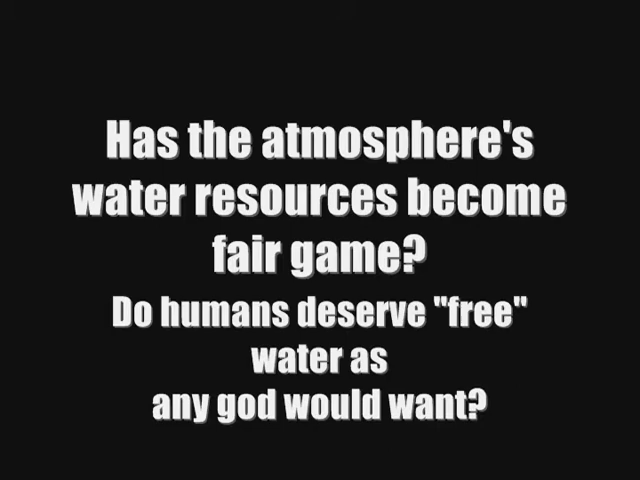 Has the atmosphere's
water resources become
fair game?
Do humans deserve "free"
water as
any god would want?